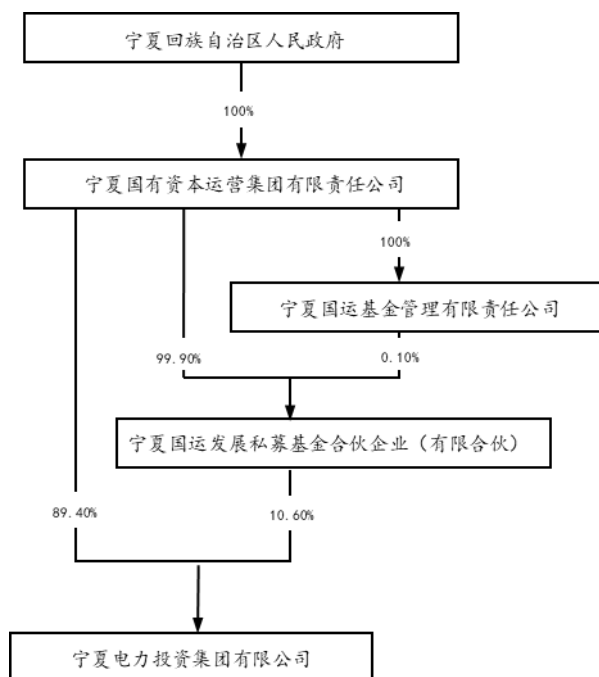 宁夏回族自治区人民政府
100%
宁夏国有资本运营集团有限责任公司
100%
宁夏国运基金管理有限责任公司
99.90%
0.10%
宁夏国运发展私募基金合伙企业（有限合伙）
89.40%
10.60%
宁夏电力投资集团有限公司